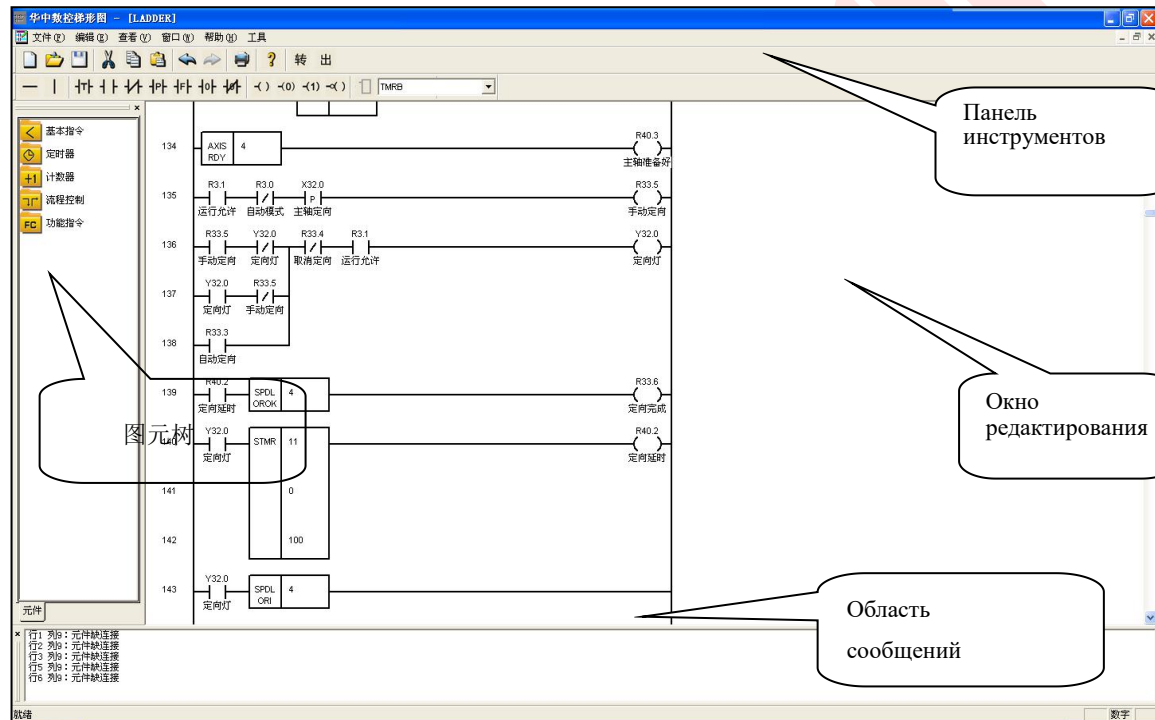 华中数控梯形图 - [LADDER]
文件(F) 编辑(E) 查看(V) 窗口(W) 帮助(H) 工具
转 出
TMRB
Панель
инструментов
基本指令
定时器
计数器
流程控制
功能指令
元件
134 AXIS RDY 4 R40.3
主轴准备好
135 R3.1 R3.0 X32.0 R33.5
P
运行允许 自动模式 主轴定向 手动定向
136 R33.5 Y32.0 R33.4 R3.1 Y32.0
手动定向 定向灯 取消定向 运行允许 定向灯
137 Y32.0 R33.5
定向灯 手动定向
138 R33.3
自动定向
139 R40.2 SPDL OROK 4 R33.6
定向延时 定向完成
图元树
140 Y32.0 STMR 11 R40.2
定向灯 定向延时
141 0
142 100
143 Y32.0 SPDL ORI 4
定向灯
Окно
редактирования
Область
сообщений
行1 列9：元件缺连接
行2 列9：元件缺连接
行3 列9：元件缺连接
行5 列9：元件缺连接
行6 列9：元件缺连接
就绪
数字